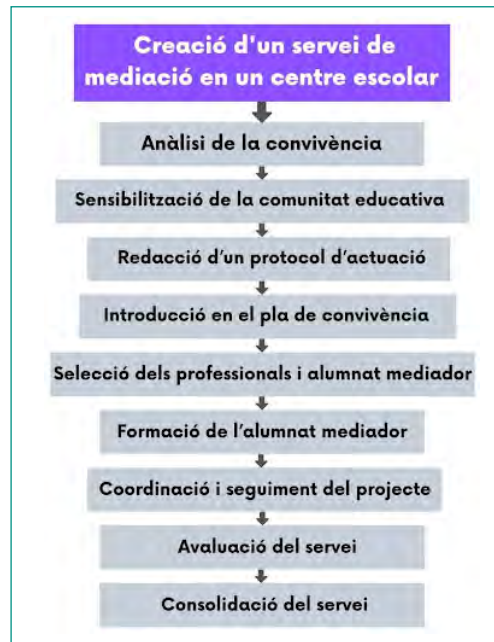 Creació d'un servei de
mediació en un centre escolar
Anàlisi de la convivència
Sensibilització de la comunitat educativa
Redacció d'un protocol d'actuació
Introducció en el pla de convivència
Selecció dels professionals i alumnat mediador
Formació de l'alumnat mediador
Coordinació i seguiment del projecte
Avaluació del servei
Consolidació del servei